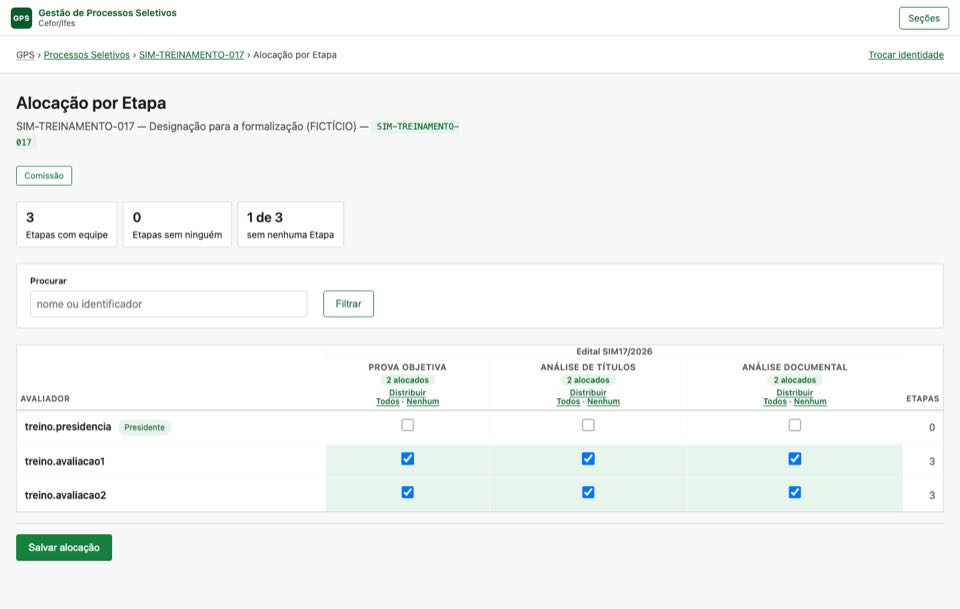 GPS
Gestão de Processos Seletivos
Cefor/Ifes
Seções
GPS › Processos Seletivos › SIM-TREINAMENTO-017 › Alocação por Etapa
Trocar identidade
Alocação por Etapa
SIM-TREINAMENTO-017 — Designação para a formalização (FICTÍCIO) — SIM-TREINAMENTO-
017
Comissão
3
Etapas com equipe
0
Etapas sem ninguém
1 de 3
sem nenhuma Etapa
Procurar
nome ou identificador
Filtrar
Edital SIM17/2026
AVALIADOR
PROVA OBJETIVA
2 alocados
Distribuir
Todos · Nenhum
ANÁLISE DE TÍTULOS
2 alocados
Distribuir
Todos · Nenhum
ANÁLISE DOCUMENTAL
2 alocados
Distribuir
Todos · Nenhum
ETAPAS
treino.presidencia Presidente 0
treino.avaliacao1 3
treino.avaliacao2 3
Salvar alocação